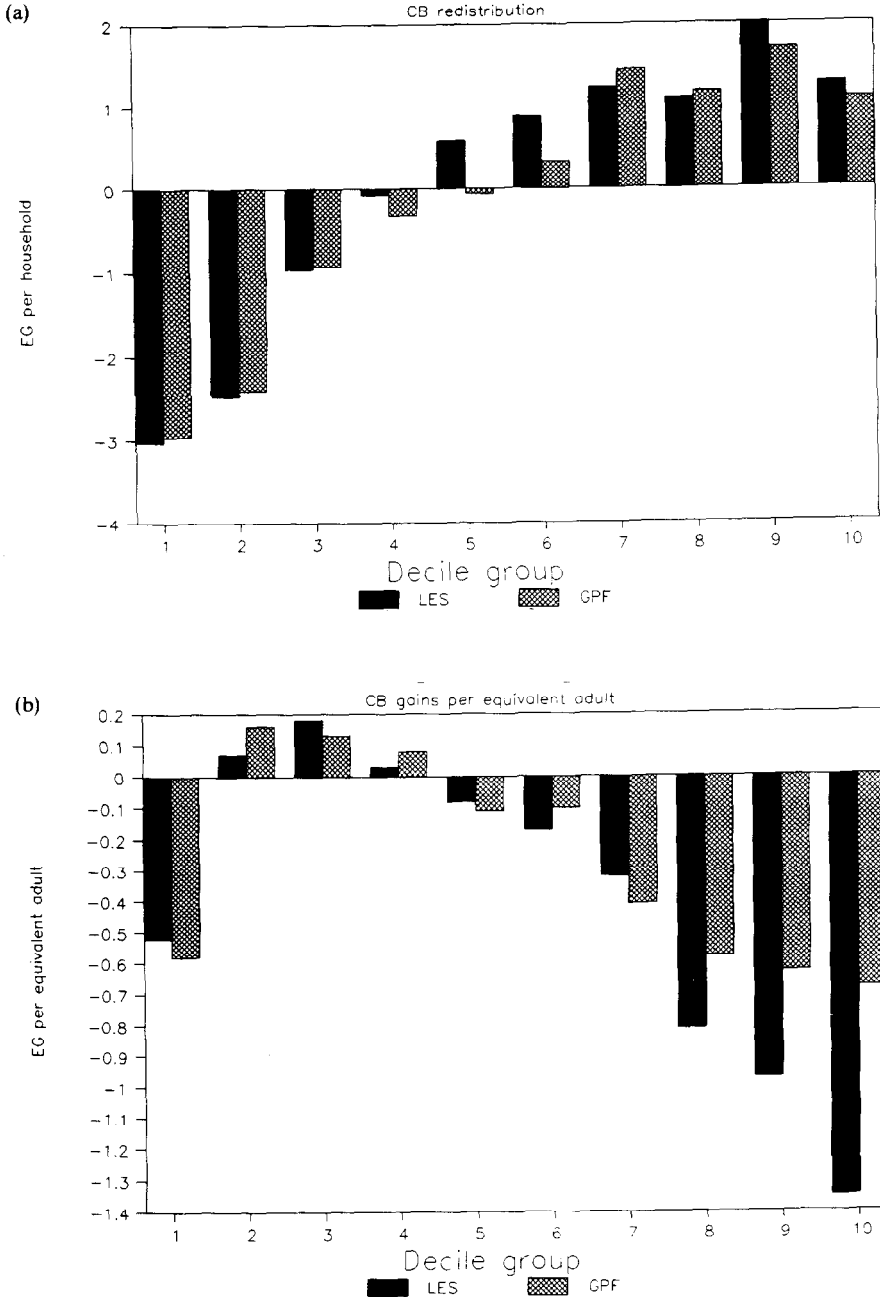 (a)
CB redistribution
2
1
0
−1
−2
−3
−4
EG per household
1 2 3 4 5 6 7 8 9 10
Decile group
LES GPF
(b)
CB gains per equivalent adult
0.2
0.1
0
−0.1
−0.2
−0.3
−0.4
−0.5
−0.6
−0.7
−0.8
−0.9
−1
−1.1
−1.2
−1.3
−1.4
EG per equivalent adult
1 2 3 4 5 6 7 8 9 10
Decile group
LES GPF